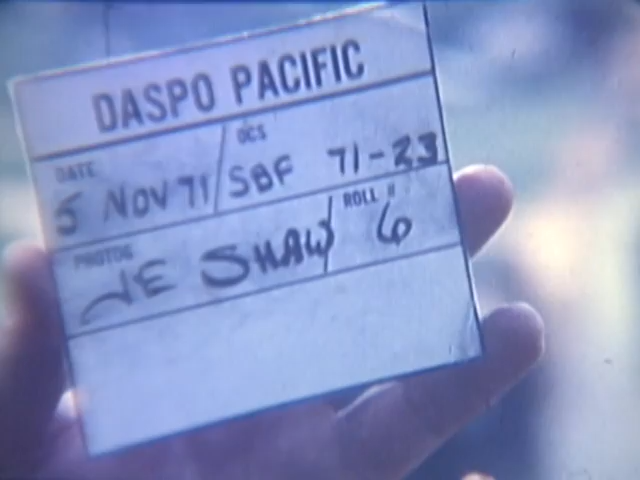 DASPO PACIFIC
DATE OCS
5 NOV 71 SBF 71-23
PHOTOG ROLL #
JE SHAW 6